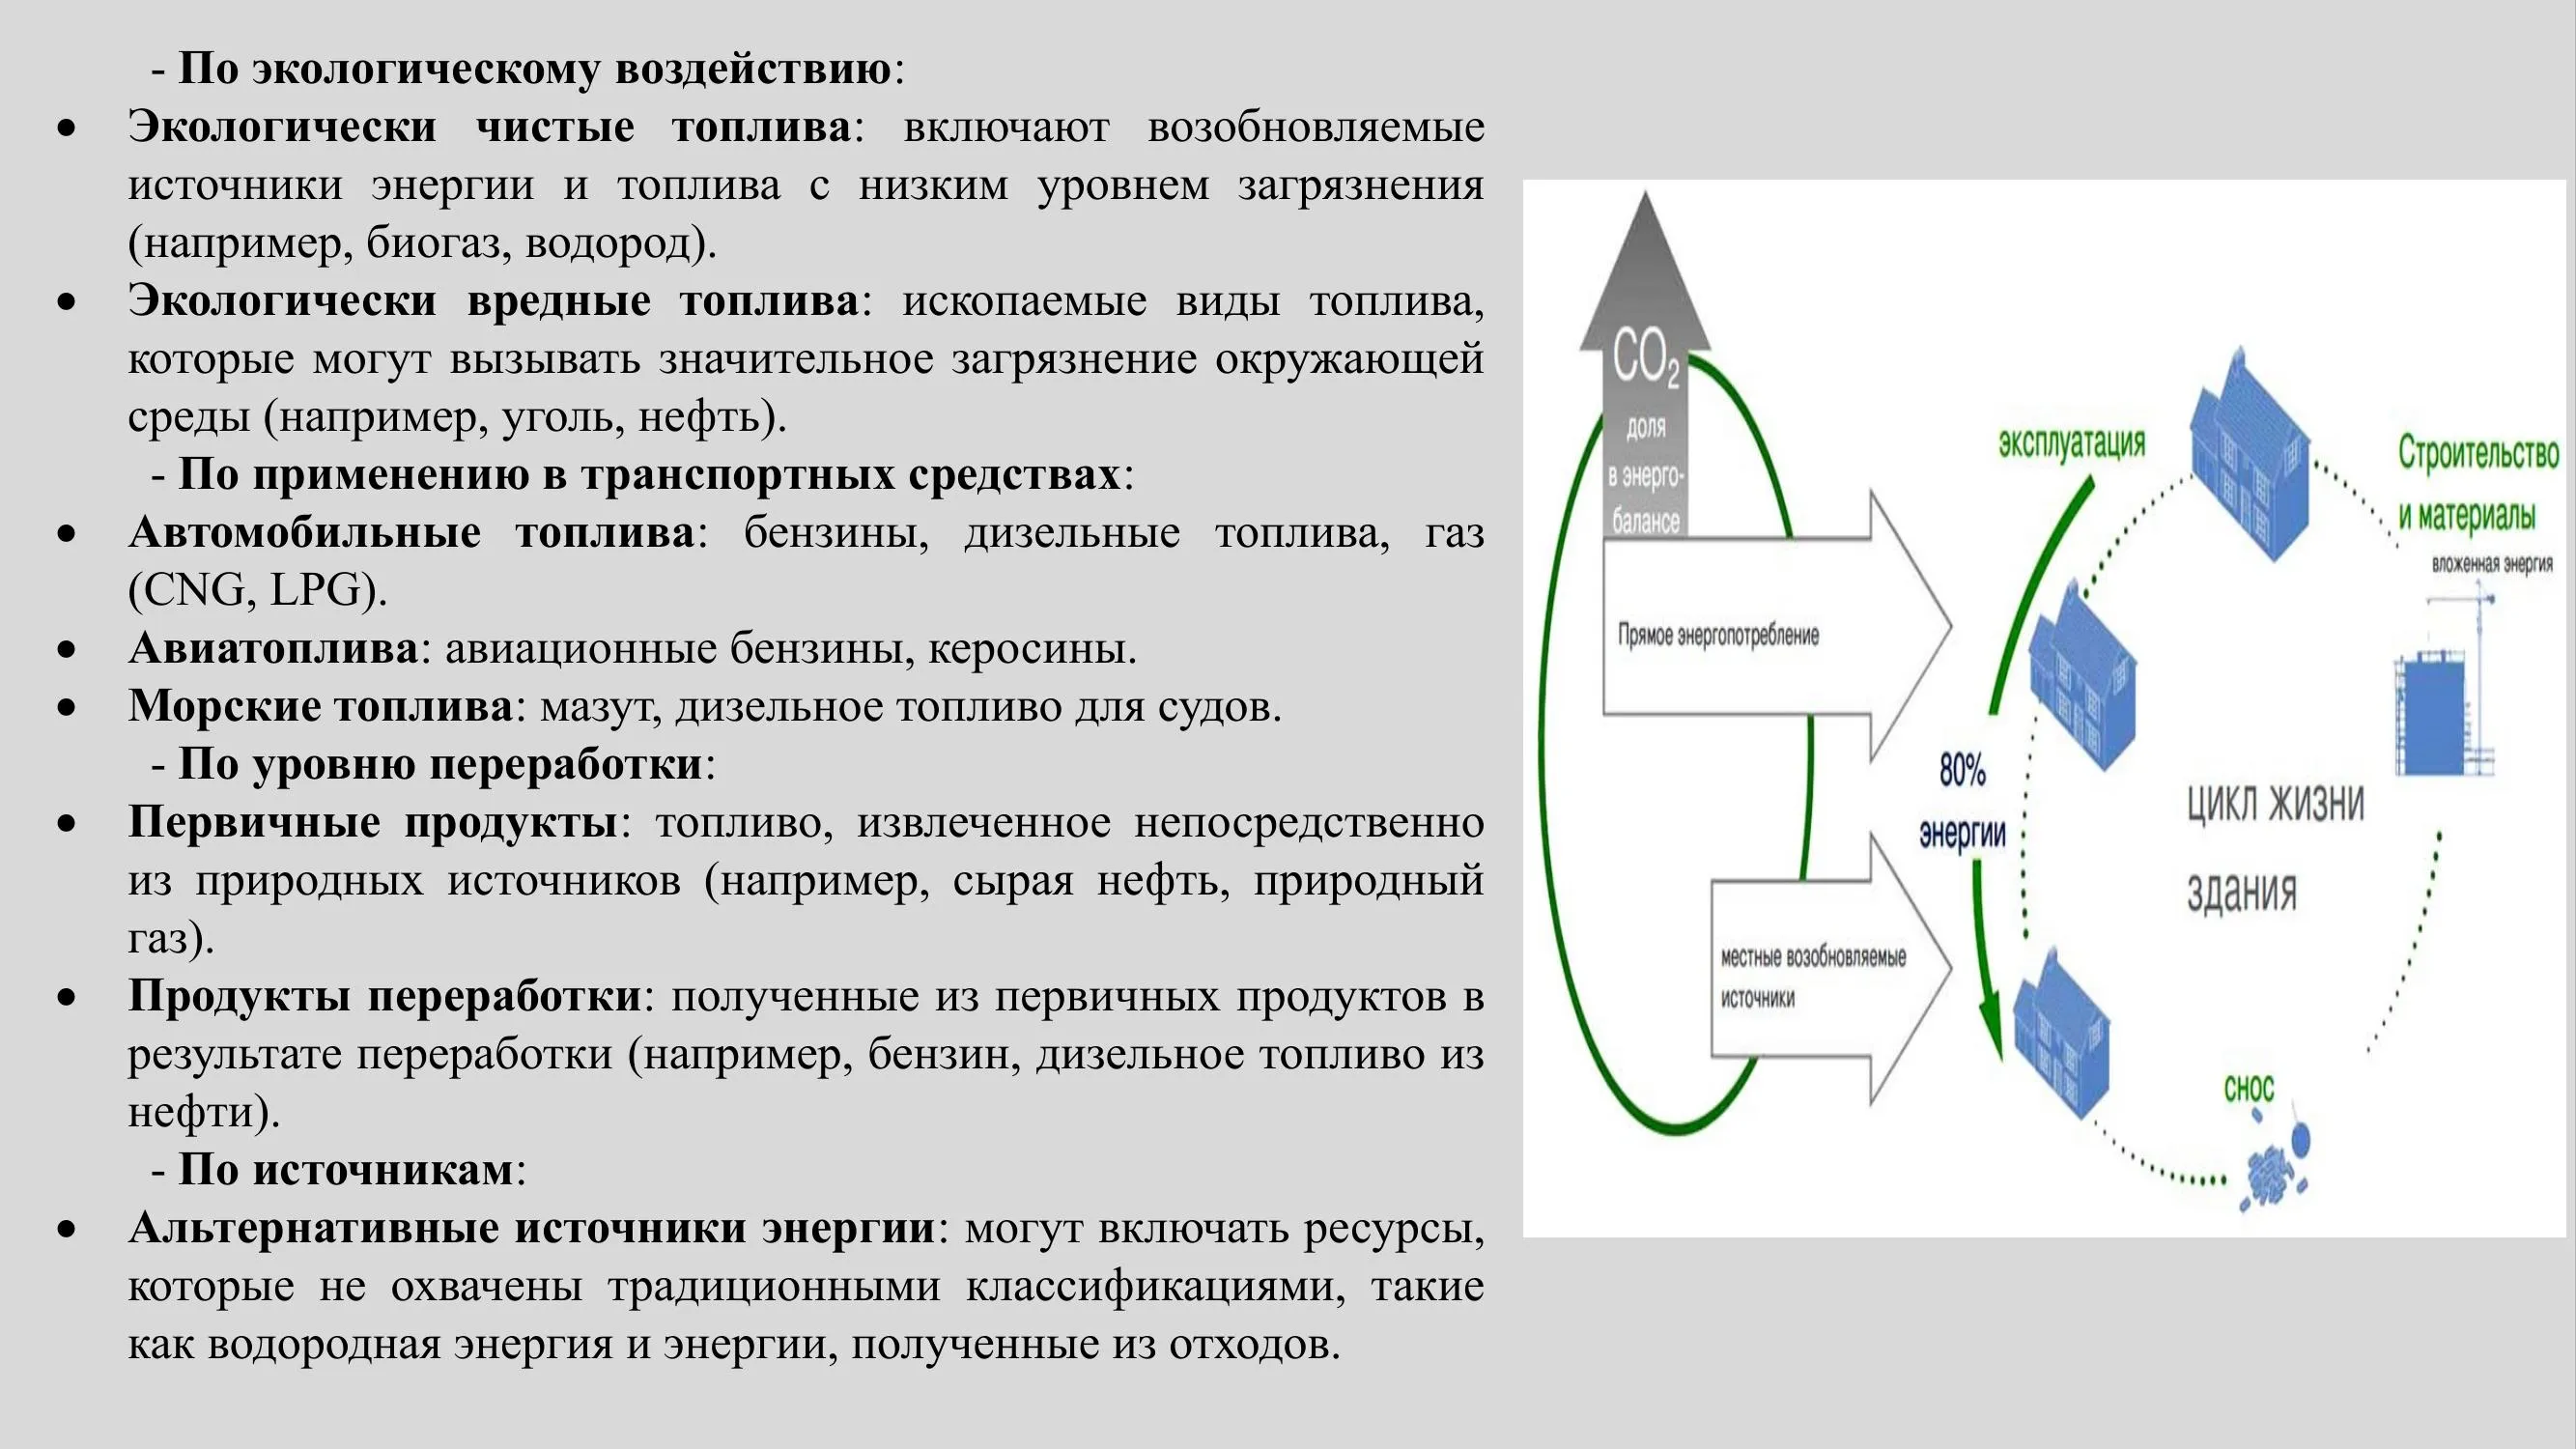 - По экологическому воздействию:
• Экологически чистые топлива: включают возобновляемые
источники энергии и топлива с низким уровнем загрязнения
(например, биогаз, водород).
• Экологически вредные топлива: ископаемые виды топлива,
которые могут вызывать значительное загрязнение окружающей
среды (например, уголь, нефть).
- По применению в транспортных средствах:
• Автомобильные топлива: бензины, дизельные топлива, газ
(CNG, LPG).
• Авиатоплива: авиационные бензины, керосины.
• Морские топлива: мазут, дизельное топливо для судов.
- По уровню переработки:
• Первичные продукты: топливо, извлеченное непосредственно
из природных источников (например, сырая нефть, природный
газ).
• Продукты переработки: полученные из первичных продуктов в
результате переработки (например, бензин, дизельное топливо из
нефти).
- По источникам:
• Альтернативные источники энергии: могут включать ресурсы,
которые не охвачены традиционными классификациями, такие
как водородная энергия и энергии, полученные из отходов.
CO₂
доля
в энерго-
балансе
Прямое энергопотребление
местные возобновляемые
источники
эксплуатация
80%
энергии
Строительство
и материалы
вложенная энергия
цикл жизни
здания
снос